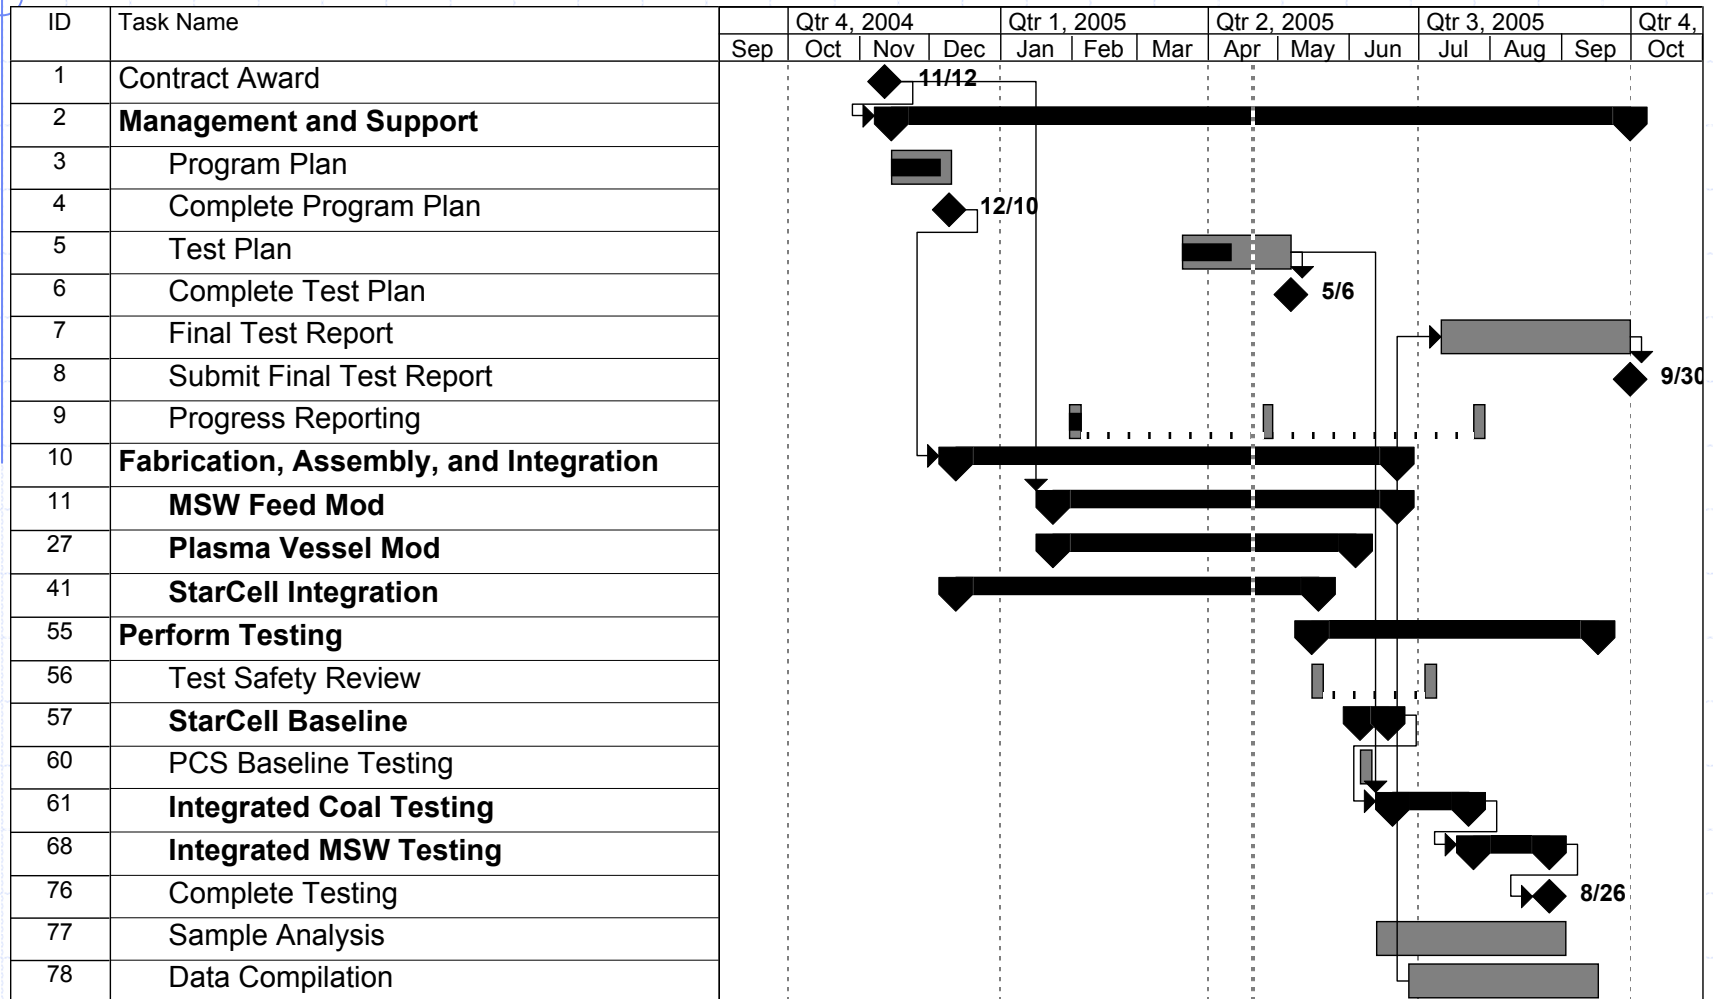 ID Task Name Qtr 4, 2004 Qtr 1, 2005 Qtr 2, 2005 Qtr 3, 2005 Qtr 4,
Sep Oct Nov Dec Jan Feb Mar Apr May Jun Jul Aug Sep Oct
1 Contract Award 11/12
2 Management and Support
3 Program Plan
4 Complete Program Plan 12/10
5 Test Plan
6 Complete Test Plan 5/6
7 Final Test Report
8 Submit Final Test Report 9/30
9 Progress Reporting
10 Fabrication, Assembly, and Integration
11 MSW Feed Mod
27 Plasma Vessel Mod
41 StarCell Integration
55 Perform Testing
56 Test Safety Review
57 StarCell Baseline
60 PCS Baseline Testing
61 Integrated Coal Testing
68 Integrated MSW Testing
76 Complete Testing 8/26
77 Sample Analysis
78 Data Compilation